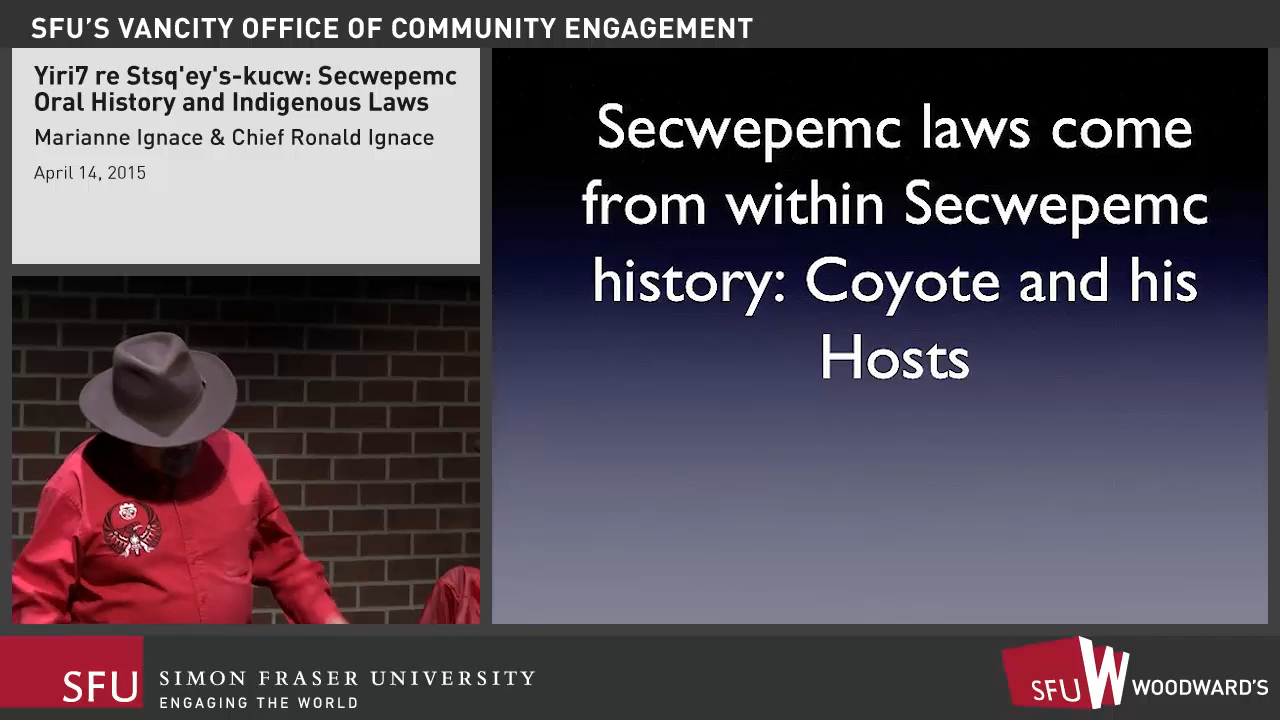 SFU'S VANCITY OFFICE OF COMMUNITY ENGAGEMENT
Yiri7 re Stsq'ey's-kucw: Secwepemc
Oral History and Indigenous Laws
Marianne Ignace & Chief Ronald Ignace
April 14, 2015
Secwepemc laws come
from within Secwepemc
history: Coyote and his
Hosts
SFU
SIMON FRASER UNIVERSITY
ENGAGING THE WORLD
SFU W WOODWARD'S